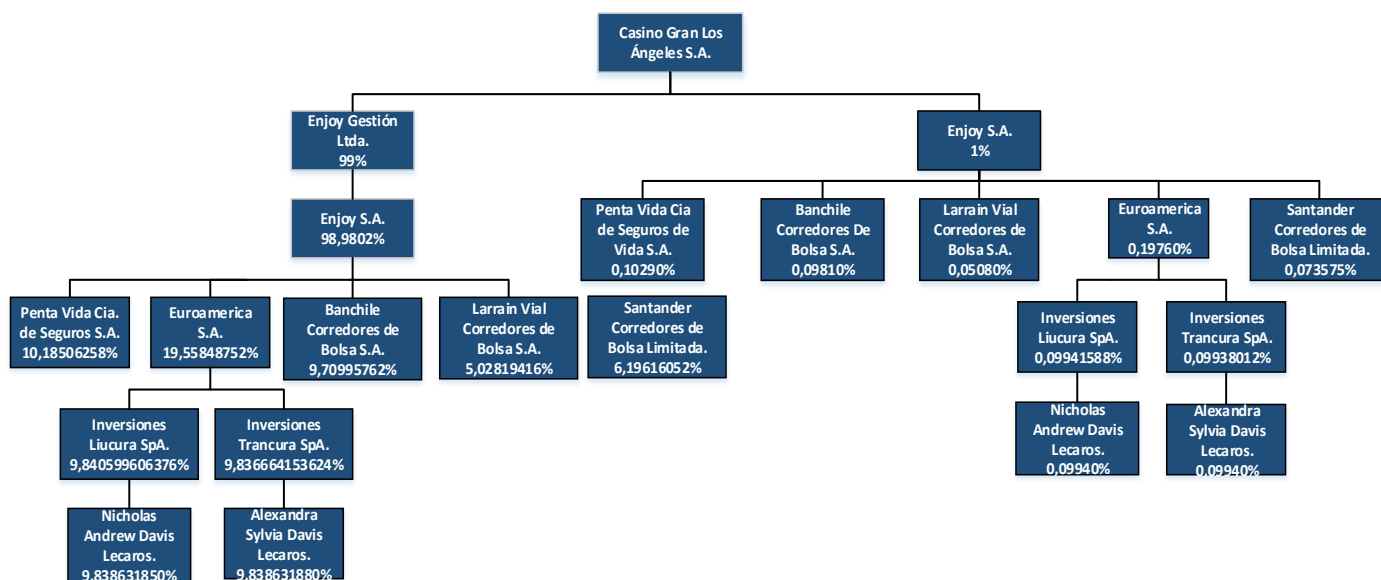 Casino Gran Los
Ángeles S.A.
Enjoy Gestión
Ltda.
99%
Enjoy S.A.
1%
Enjoy S.A.
98,9802%
Penta Vida Cia
de Seguros de
Vida S.A.
0,10290%
Banchile
Corredores De
Bolsa S.A.
0,09810%
Larrain Vial
Corredores de
Bolsa S.A.
0,05080%
Euroamerica
S.A.
0,19760%
Santander
Corredores de
Bolsa Limitada.
0,073575%
Penta Vida Cia.
de Seguros S.A.
10,18506258%
Euroamerica
S.A.
19,55848752%
Banchile
Corredores de
Bolsa S.A.
9,70995762%
Larrain Vial
Corredores de
Bolsa S.A.
5,02819416%
Santander
Corredores de
Bolsa Limitada.
6,19616052%
Inversiones
Liucura SpA.
0,09941588%
Inversiones
Trancura SpA.
0,09938012%
Inversiones
Liucura SpA.
9,840599606376%
Inversiones
Trancura SpA.
9,836664153624%
Nicholas
Andrew Davis
Lecaros.
0,09940%
Alexandra
Sylvia Davis
Lecaros.
0,09940%
Nicholas
Andrew Davis
Lecaros.
9,838631850%
Alexandra
Sylvia Davis
Lecaros.
9,838631880%